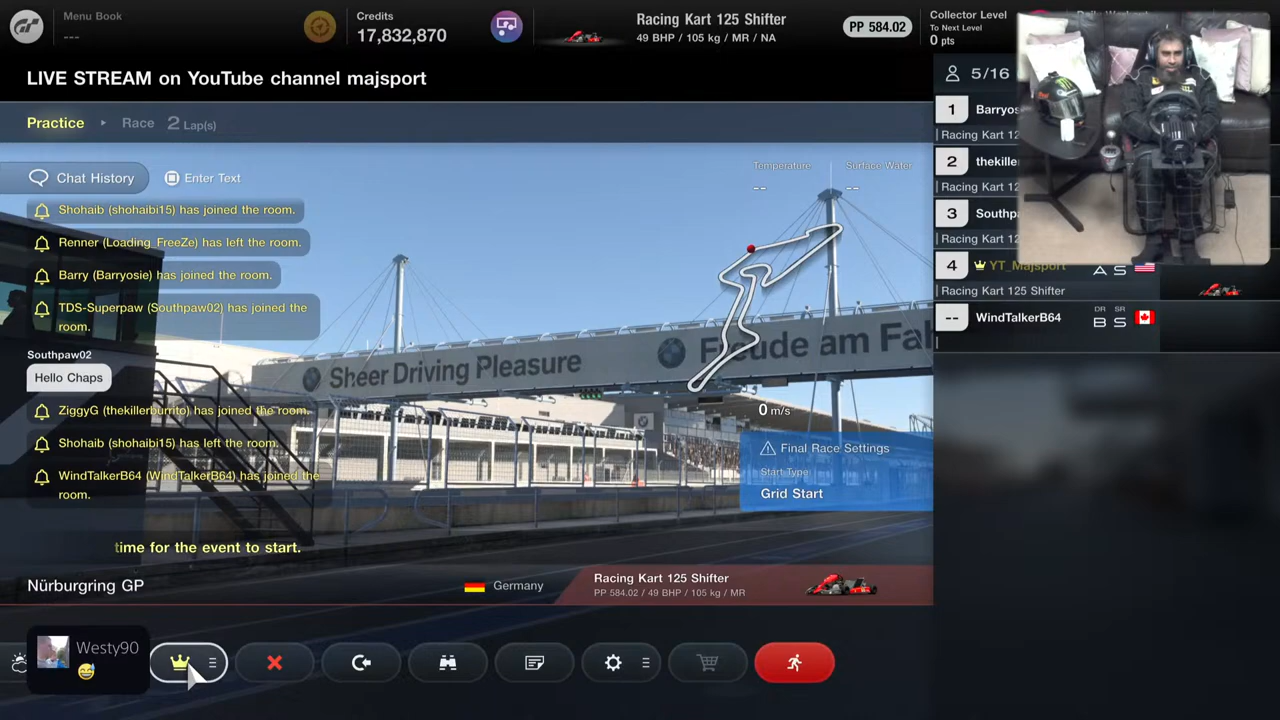 Menu Book
---
Credits
17,832,870
Racing Kart 125 Shifter
49 BHP / 105 kg / MR / NA
PP 584.02
Collector Level
To Next Level
0 pts
LIVE STREAM on YouTube channel majsport
5/16
Practice
Race 2 Lap(s)
Chat History
Enter Text
Shohaib (shohaibi15) has joined the room.
Renner (Loading_FreeZe) has left the room.
Barry (Barryosie) has joined the room.
TDS-Superpaw (Southpaw02) has joined the
room.
Southpaw02
Hello Chaps
ZiggyG (thekillerburrito) has joined the room.
Shohaib (shohaibi15) has left the room.
WindTalkerB64 (WindTalkerB64) has joined the
room.
time for the event to start.
Temperature
--
Surface Water
--
Sheer Driving Pleasure
Freude am Fah
0 m/s
Final Race Settings
Start Type
Grid Start
Nürburgring GP
Germany
Racing Kart 125 Shifter
PP 584.02 / 49 BHP / 105 kg / MR
1 Barryos
Racing Kart 12
2 thekille
Racing Kart 12
3 Southpa
Racing Kart 12
4 YT_Majsport A S
Racing Kart 125 Shifter
-- WindTalkerB64 DR B SR S
Westy90